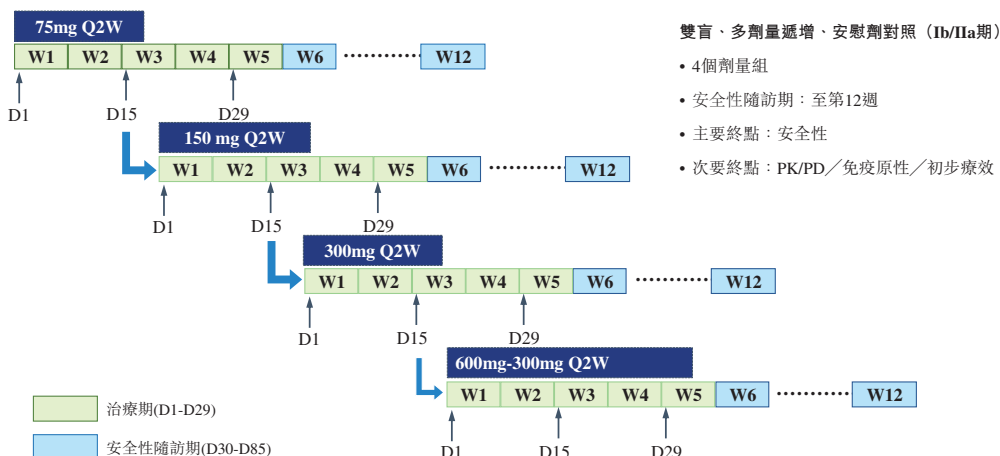 75mg Q2W
W1 W2 W3 W4 W5 W6 W12
D1 D15 D29
150 mg Q2W
W1 W2 W3 W4 W5 W6 W12
D1 D15 D29
300mg Q2W
W1 W2 W3 W4 W5 W6 W12
D1 D15 D29
600mg-300mg Q2W
W1 W2 W3 W4 W5 W6 W12
D1 D15 D29
雙盲、多劑量遞增、安慰劑對照（Ib/IIa期）
• 4個劑量組
• 安全性隨訪期：至第12週
• 主要終點：安全性
• 次要終點：PK/PD／免疫原性／初步療效
治療期(D1-D29)
安全性隨訪期(D30-D85)